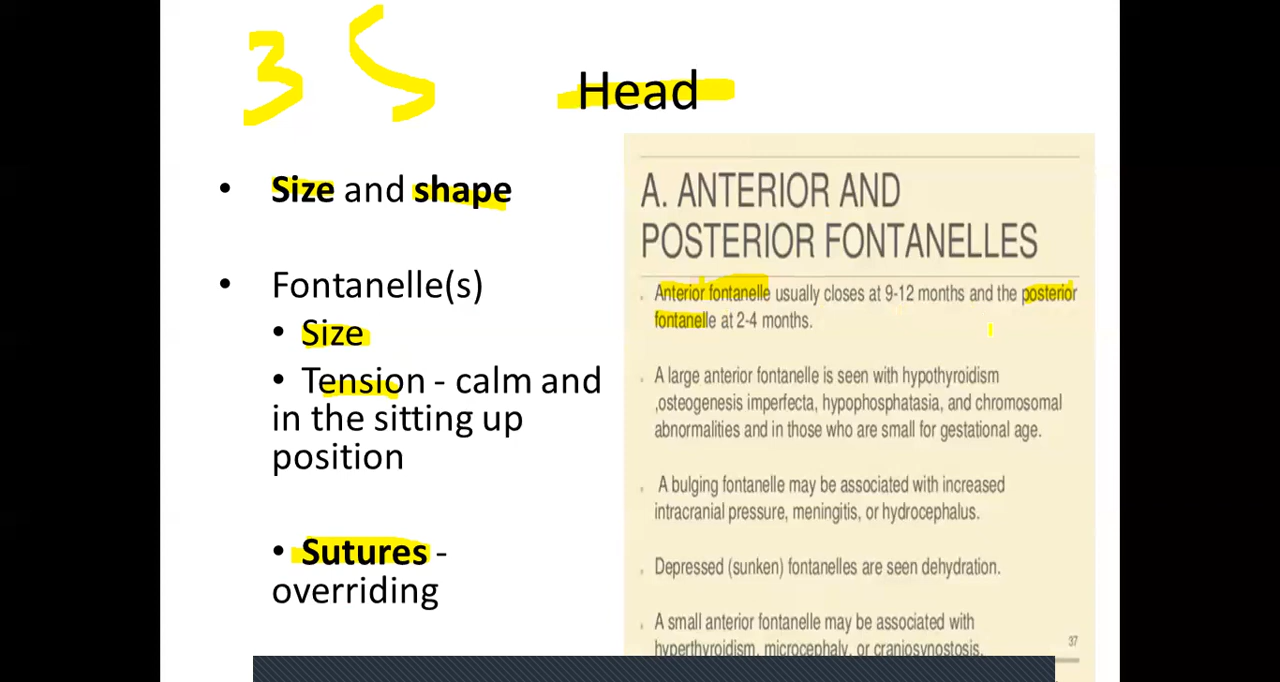 3 S
Head
• Size and shape
• Fontanelle(s)
• Size
• Tension - calm and
in the sitting up
position
• Sutures -
overriding
A. ANTERIOR AND
POSTERIOR FONTANELLES
Anterior fontanelle usually closes at 9-12 months and the posterior
fontanelle at 2-4 months.
A large anterior fontanelle is seen with hypothyroidism
,osteogenesis imperfecta, hypophosphatasia, and chromosomal
abnormalities and in those who are small for gestational age.
A bulging fontanelle may be associated with increased
intracranial pressure, meningitis, or hydrocephalus.
Depressed (sunken) fontanelles are seen dehydration.
A small anterior fontanelle may be associated with
hyperthyroidism, microcephaly, or craniosynostosis.
37